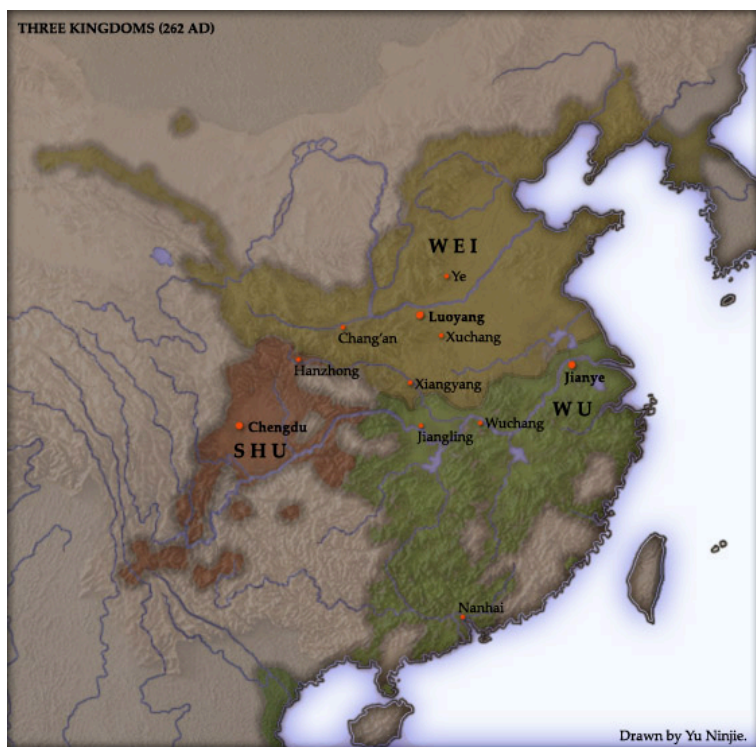 THREE KINGDOMS (262 AD)
WEI
Ye
Luoyang
Chang'an
Xuchang
Hanzhong
Jianye
Xiangyang
WU
Chengdu
Jiangling
Wuchang
SHU
Nanhai
Drawn by Yu Ninjie.